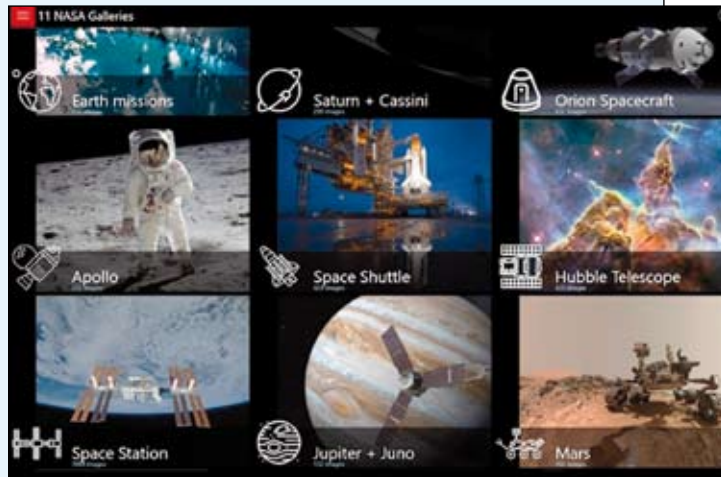 11 NASA Galleries
Earth missions
Saturn + Cassini
Orion Spacecraft
Apollo
Space Shuttle
Hubble Telescope
Space Station
Jupiter + Juno
Mars